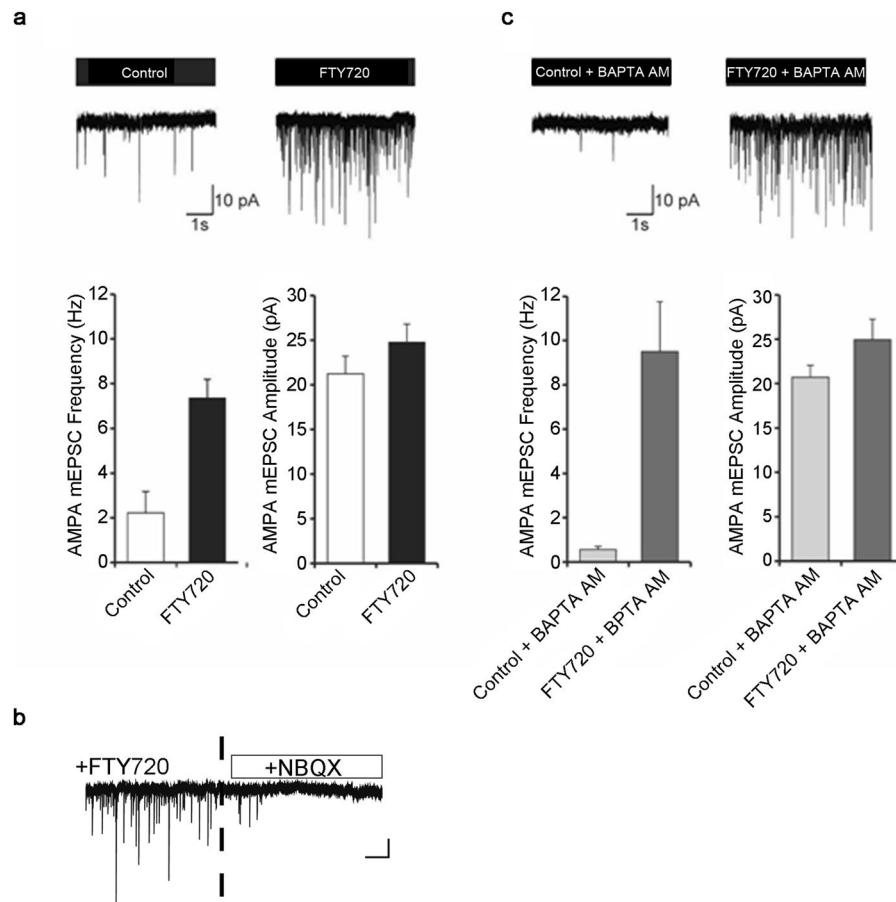 a
Control
FTY720
10 pA
1s
AMPA mEPSC Frequency (Hz)
12
10
8
6
4
2
0
Control
FTY720
AMPA mEPSC Amplitude (pA)
30
25
20
15
10
5
0
Control
FTY720
c
Control + BAPTA AM
FTY720 + BAPTA AM
10 pA
1s
AMPA mEPSC Frequency (Hz)
12
10
8
6
4
2
0
Control + BAPTA AM
FTY720 + BPTA AM
AMPA mEPSC Amplitude (pA)
30
25
20
15
10
5
0
Control + BAPTA AM
FTY720 + BAPTA AM
b
+FTY720
+NBQX